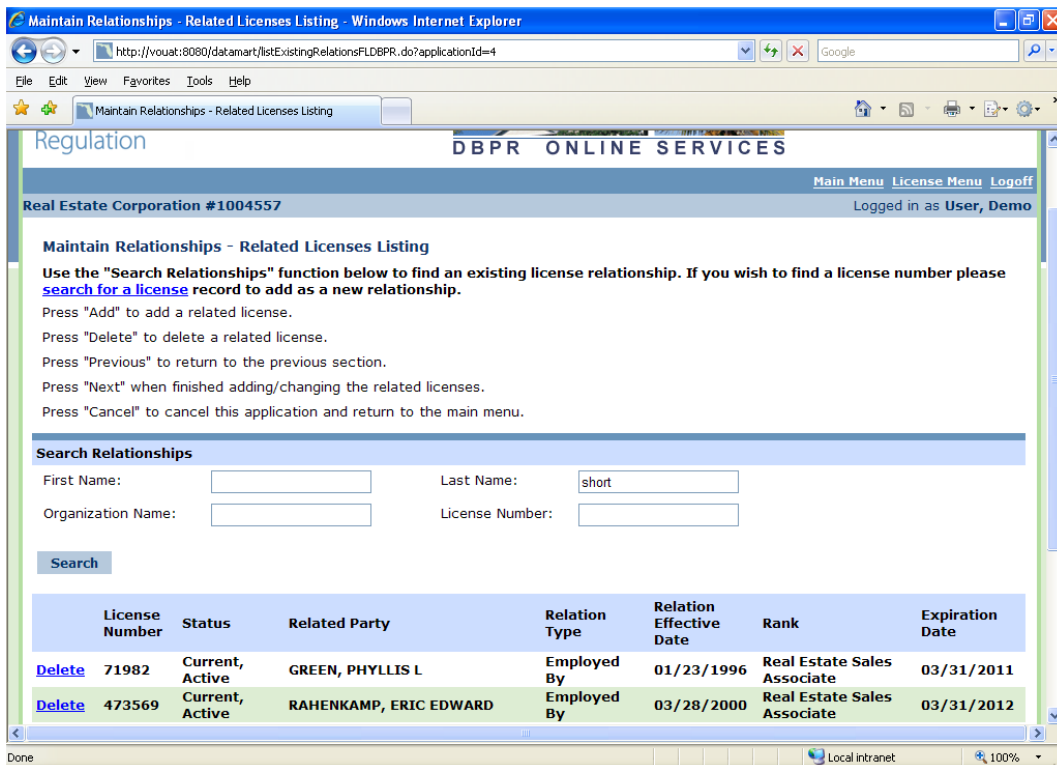 Maintain Relationships - Related Licenses Listing - Windows Internet Explorer
http://vouat:8080/datamart/listExistingRelationsFLDBPR.do?applicationId=4
Google
File Edit View Favorites Tools Help
Maintain Relationships - Related Licenses Listing
Regulation
DBPR ONLINE SERVICES
Main Menu License Menu Logoff
Real Estate Corporation #1004557 Logged in as User, Demo
Maintain Relationships - Related Licenses Listing
Use the "Search Relationships" function below to find an existing license relationship. If you wish to find a license number please
search for a license record to add as a new relationship.
Press "Add" to add a related license.
Press "Delete" to delete a related license.
Press "Previous" to return to the previous section.
Press "Next" when finished adding/changing the related licenses.
Press "Cancel" to cancel this application and return to the main menu.
Search Relationships
First Name: Last Name: short
Organization Name: License Number:
Search
License Number Status Related Party Relation Type Relation Effective Date Rank Expiration Date
Delete 71982 Current, Active GREEN, PHYLLIS L Employed By 01/23/1996 Real Estate Sales Associate 03/31/2011
Delete 473569 Current, Active RAHENKAMP, ERIC EDWARD Employed By 03/28/2000 Real Estate Sales Associate 03/31/2012
Done Local intranet 100%